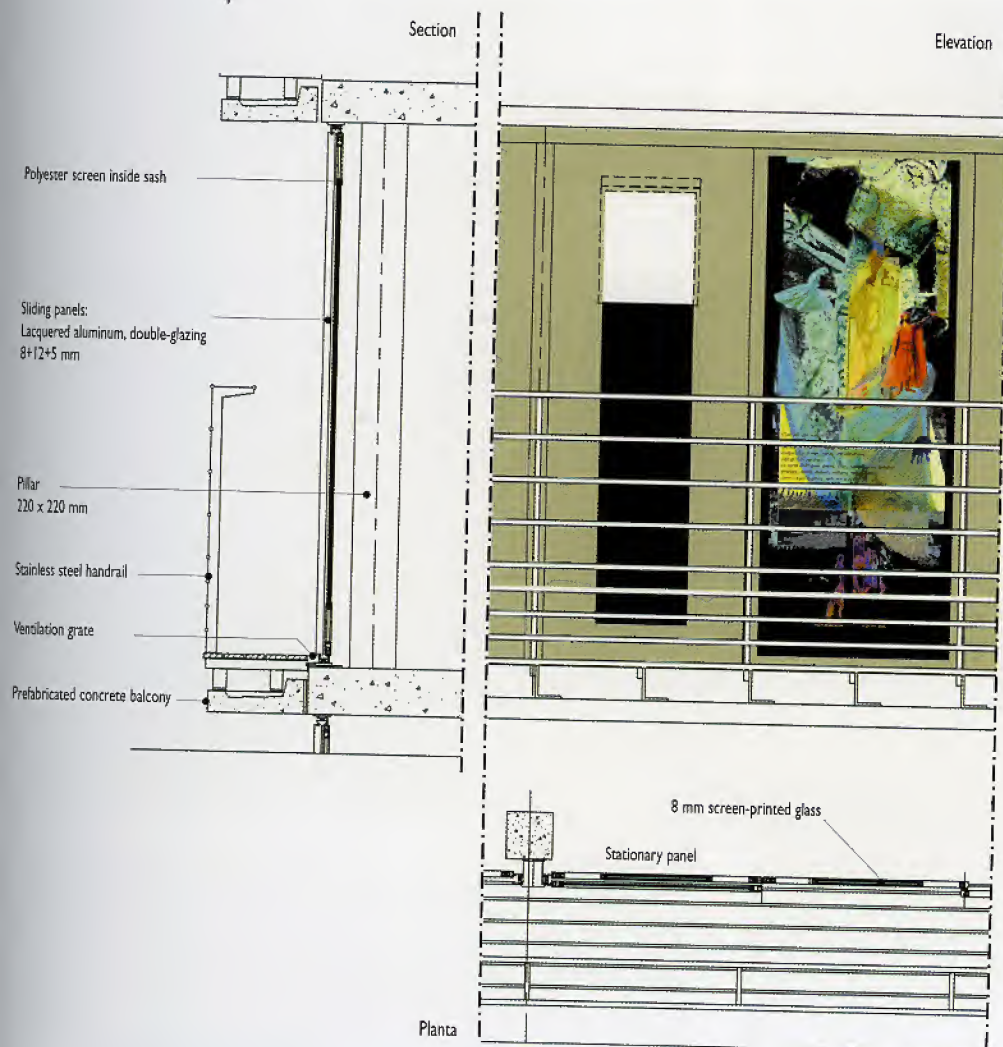 Section
Elevation
Polyester screen inside sash
Sliding panels:
Lacquered aluminum, double-glazing
8+12+5 mm
Pillar
220 x 220 mm
Stainless steel handrail
Ventilation grate
Prefabricated concrete balcony
8 mm screen-printed glass
Stationary panel
Planta